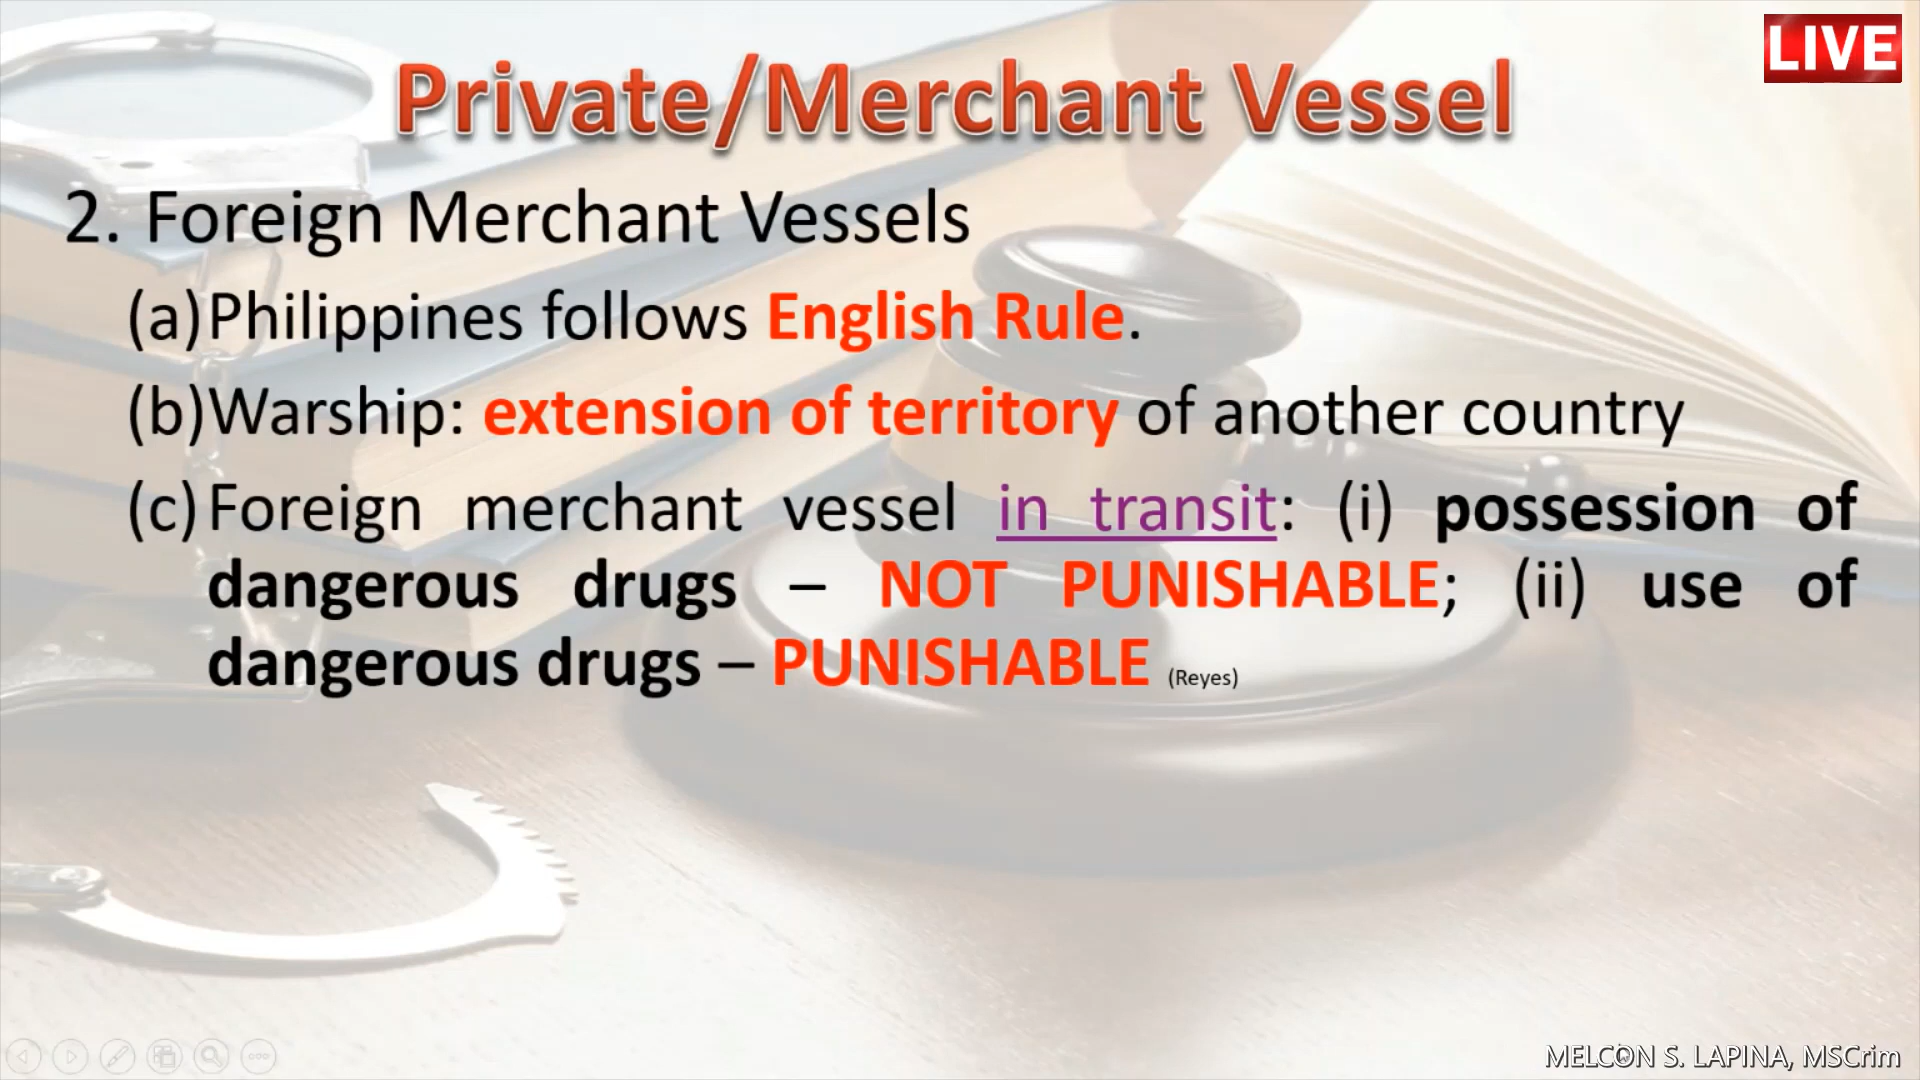 LIVE
Private/Merchant Vessel
2. Foreign Merchant Vessels
(a) Philippines follows English Rule.
(b) Warship: extension of territory of another country
(c) Foreign merchant vessel in transit: (i) possession of
dangerous drugs – NOT PUNISHABLE; (ii) use of
dangerous drugs – PUNISHABLE (Reyes)
MELCON S. LAPINA, MSCrim